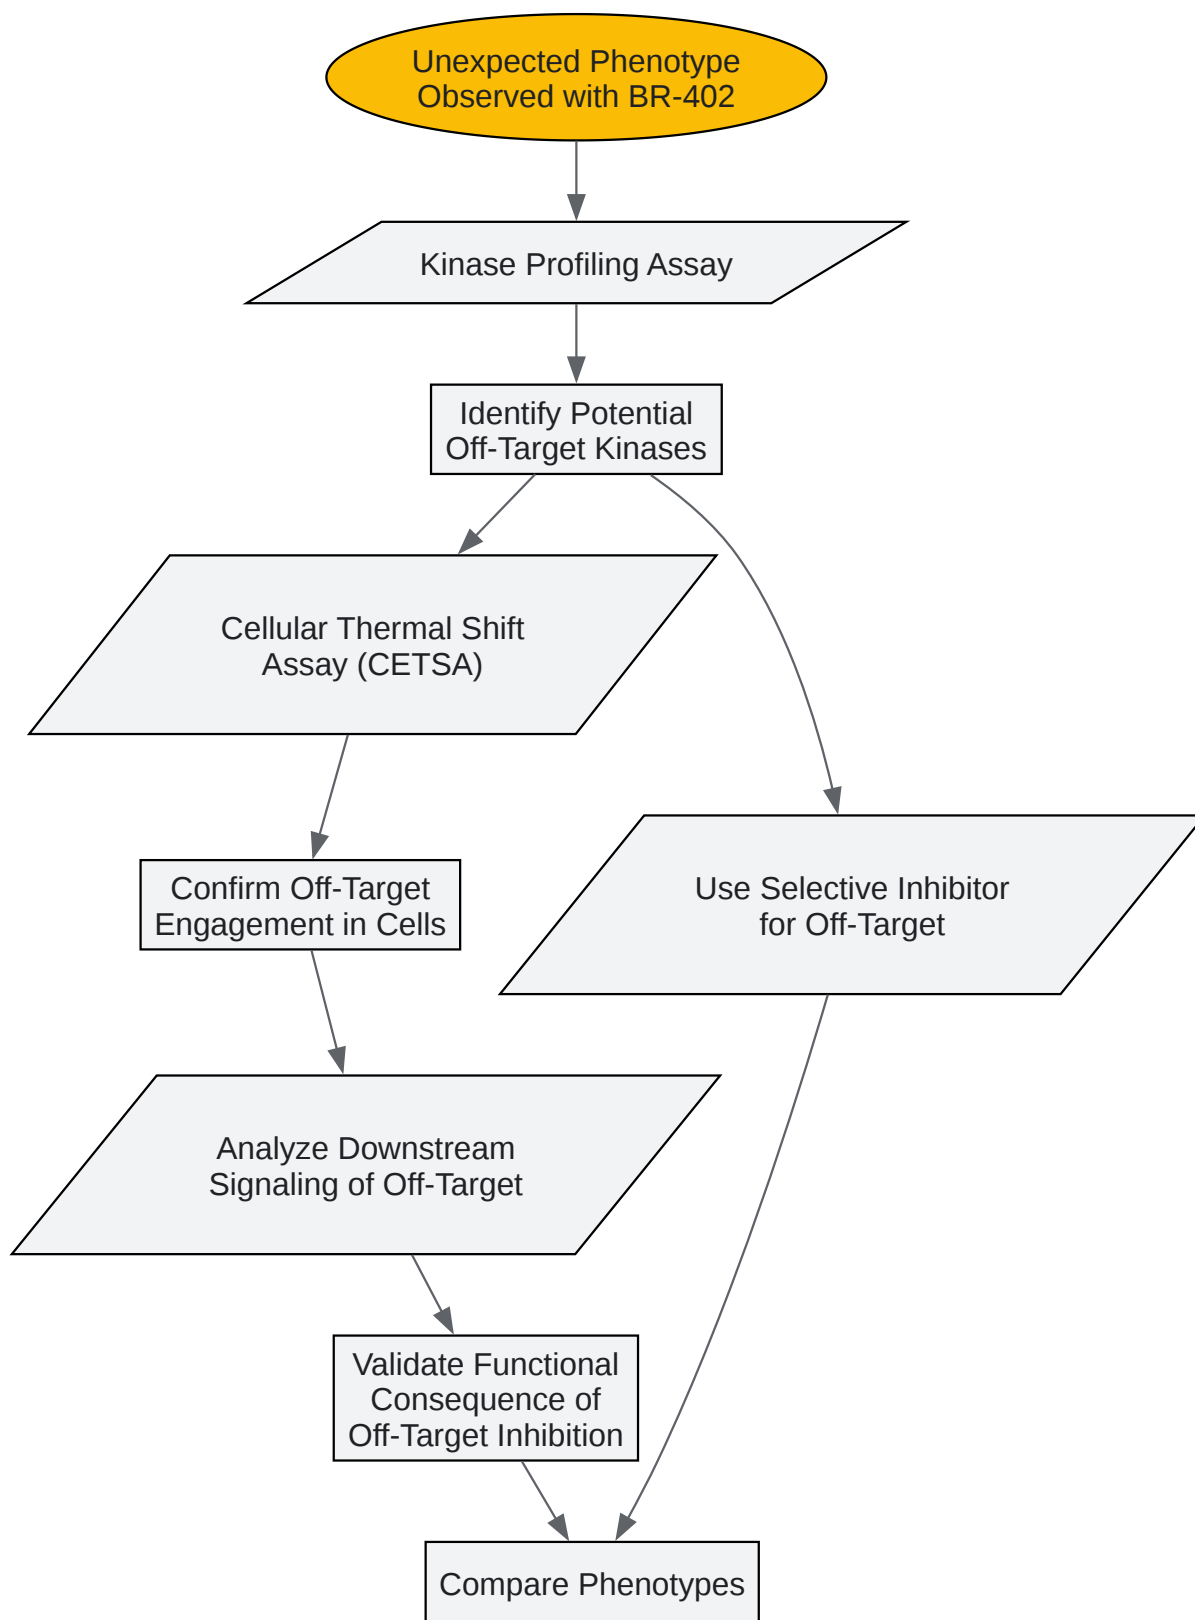 Unexpected Phenotype
Observed with BR-402
Kinase Profiling Assay
Identify Potential
Off-Target Kinases
Cellular Thermal Shift
Assay (CETSA)
Use Selective Inhibitor
for Off-Target
Confirm Off-Target
Engagement in Cells
Analyze Downstream
Signaling of Off-Target
Validate Functional
Consequence of
Off-Target Inhibition
Compare Phenotypes